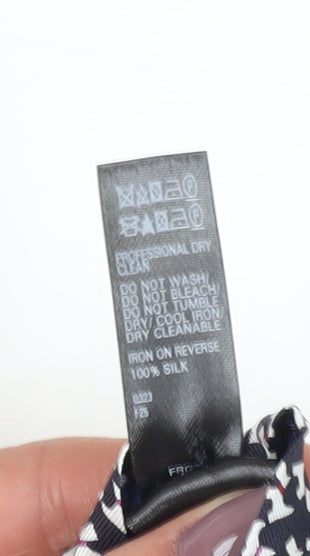 PROFESSIONAL DRY
CLEAN
DO NOT WASH/
DO NOT BLEACH/
DO NOT TUMBLE
DRY/ COOL IRON/
DRY CLEANABLE
IRON ON REVERSE
100% SILK
0323
F25